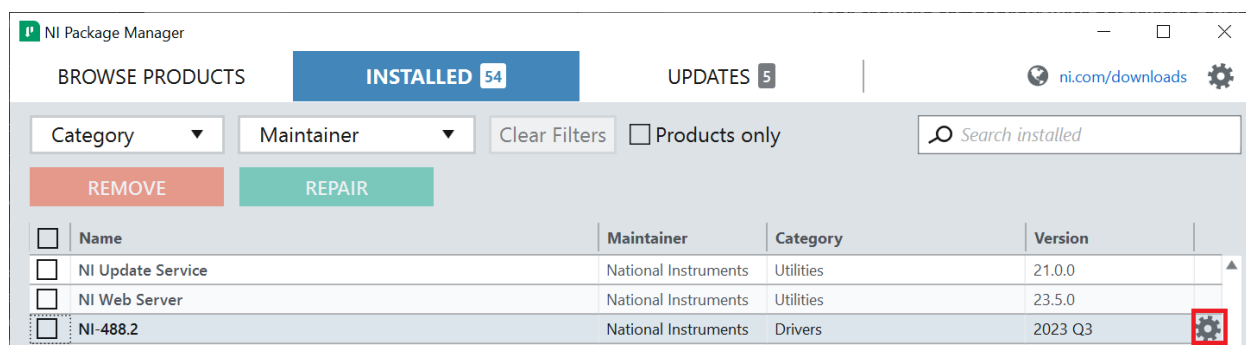 NI Package Manager
BROWSE PRODUCTS INSTALLED 54 UPDATES 5 ni.com/downloads
Category Maintainer Clear Filters Products only Search installed
REMOVE REPAIR
Name Maintainer Category Version
NI Update Service National Instruments Utilities 21.0.0
NI Web Server National Instruments Utilities 23.5.0
NI-488.2 National Instruments Drivers 2023 Q3